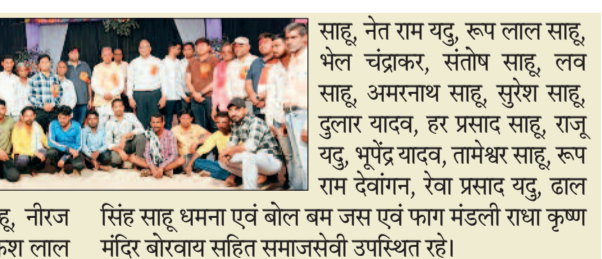 साहू, नेत राम यदु, रूप लाल साहू,
भेल चंद्राकर, संतोष साहू, लव
साहू, अमरनाथ साहू, सुरेश साहू,
दुलार यादव, हर प्रसाद साहू, राजू
यदु, भूपेंद्र यादव, तामेश्वर साहू, रूप
राम देवांगन, रेवा प्रसाद यदु, ढाल
सिंह साहू धमना एवं बोल बम जस एवं फाग मंडली राधा कृष्ण
मंदिर बोरवाय सहित समाजसेवी उपस्थित रहे।
नीरज
लाल